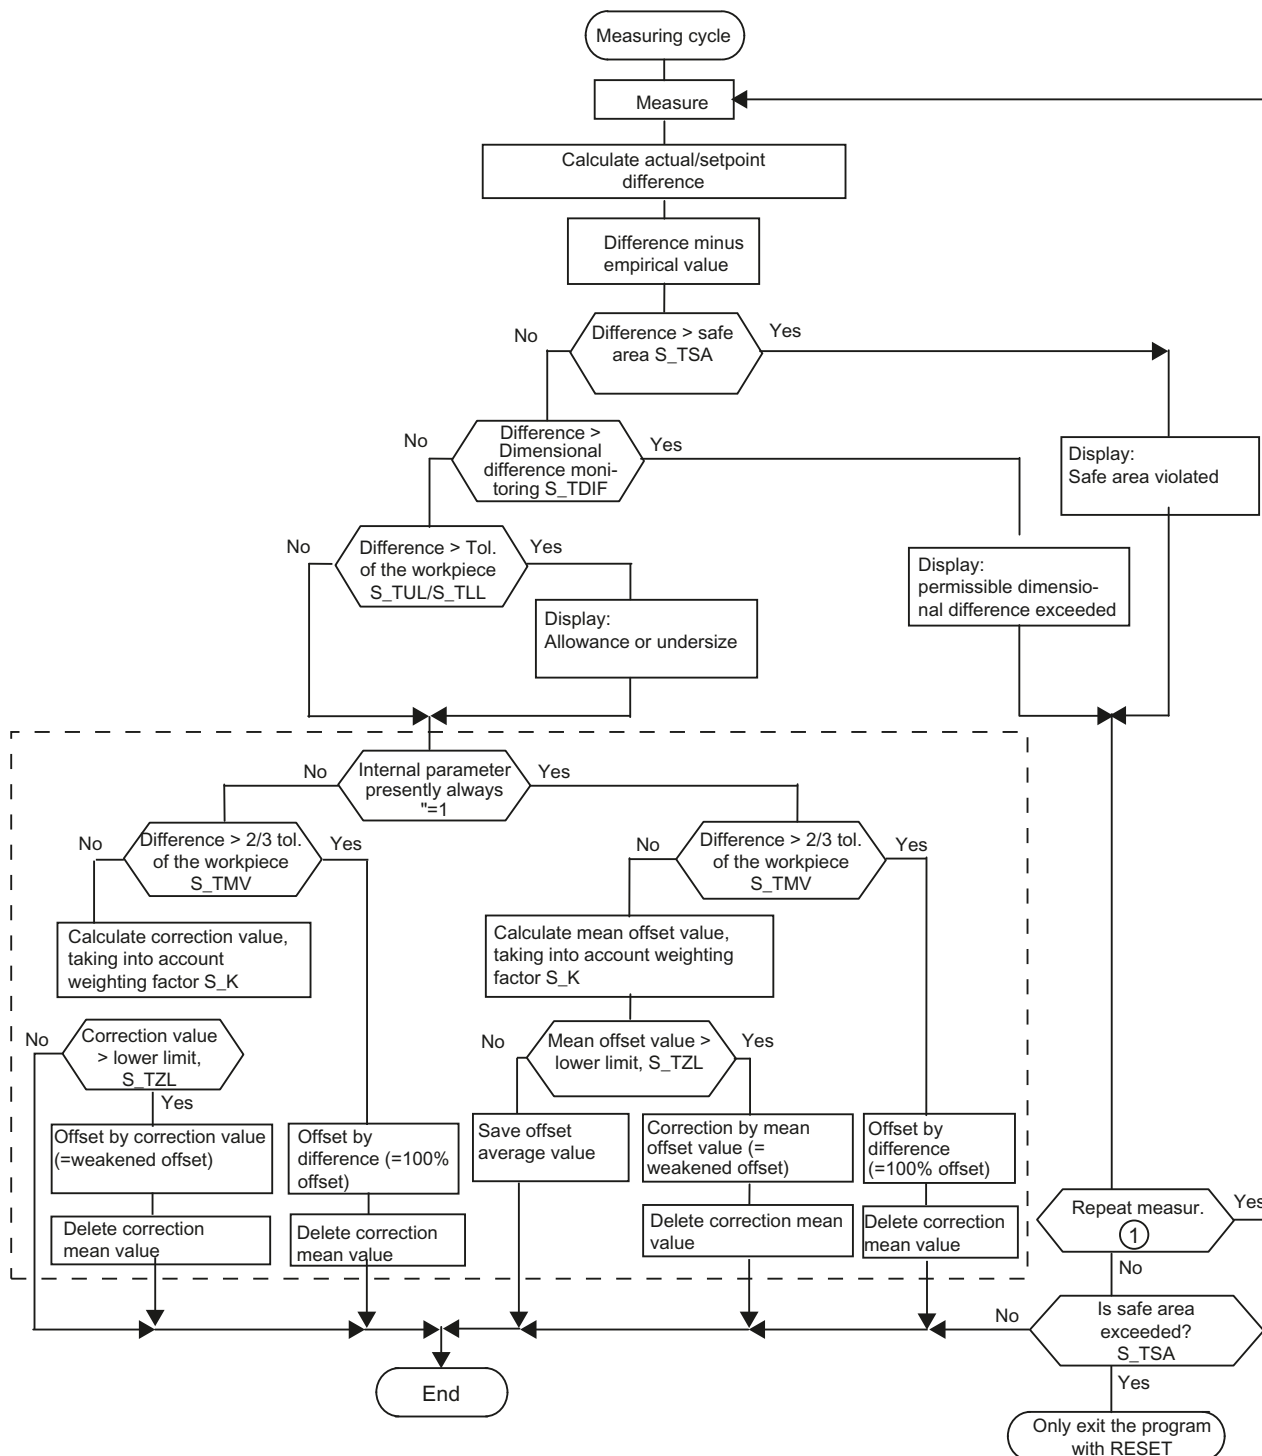 Measuring cycle
Measure
Calculate actual/setpoint
difference
Difference minus
empirical value
No
Difference > safe
area S_TSA
Yes
No
Difference >
Dimensional
difference moni-
toring S_TDIF
Yes
Display:
Safe area violated
No
Difference > Tol.
of the workpiece
S_TUL/S_TLL
Yes
Display:
permissible dimensio-
nal difference exceeded
Display:
Allowance or undersize
No
Internal parameter
presently always
"=1
Yes
No
Difference > 2/3 tol.
of the workpiece
S_TMV
Yes
No
Difference > 2/3 tol.
of the workpiece
S_TMV
Yes
Calculate correction value,
taking into account
weighting factor S_K
Calculate mean offset value,
taking into account weighting
factor S_K
No
Correction value
> lower limit,
S_TZL
Yes
No
Mean offset value >
lower limit, S_TZL
Yes
Offset by correction value
(=weakened offset)
Offset by
difference (=100%
offset)
Save offset
average value
Correction by mean
offset value (=
weakened offset)
Offset by
difference
(=100% offset)
Delete correction
mean value
Delete correction
mean value
Delete correction mean
value
Delete correction
mean value
Repeat measur.
1
Yes
No
No
Is safe area
exceeded?
S_TSA
Yes
End
Only exit the program
with RESET